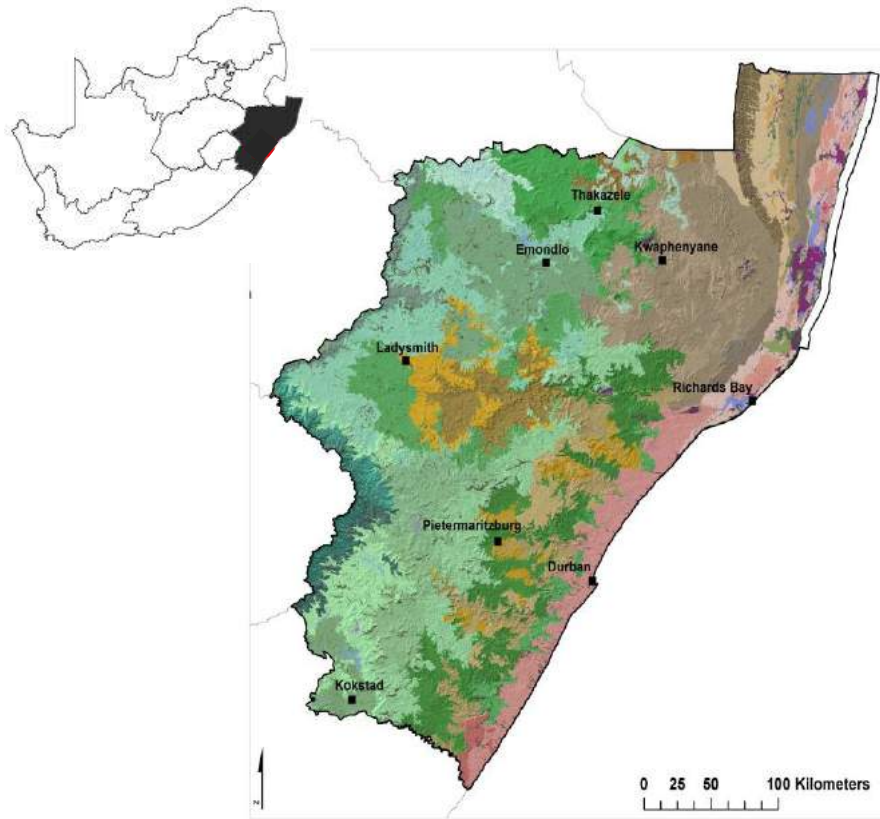 Thakazele
Emondlo
Kwaphenyane
Ladysmith
Richards Bay
Pietermaritzburg
Durban
Kokstad
z
0 25 50 100 Kilometers